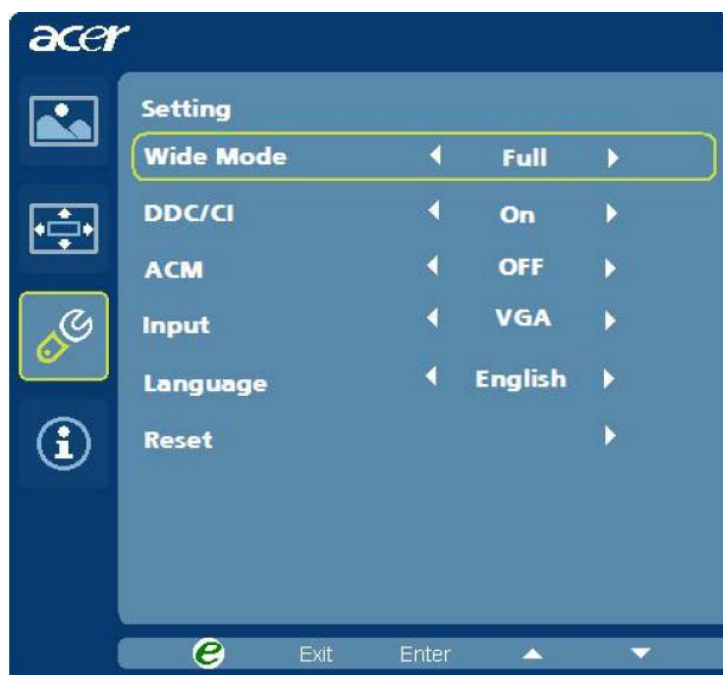 acer
Setting
Wide Mode Full
DDC/CI On
ACM OFF
Input VGA
Language English
Reset
e Exit Enter